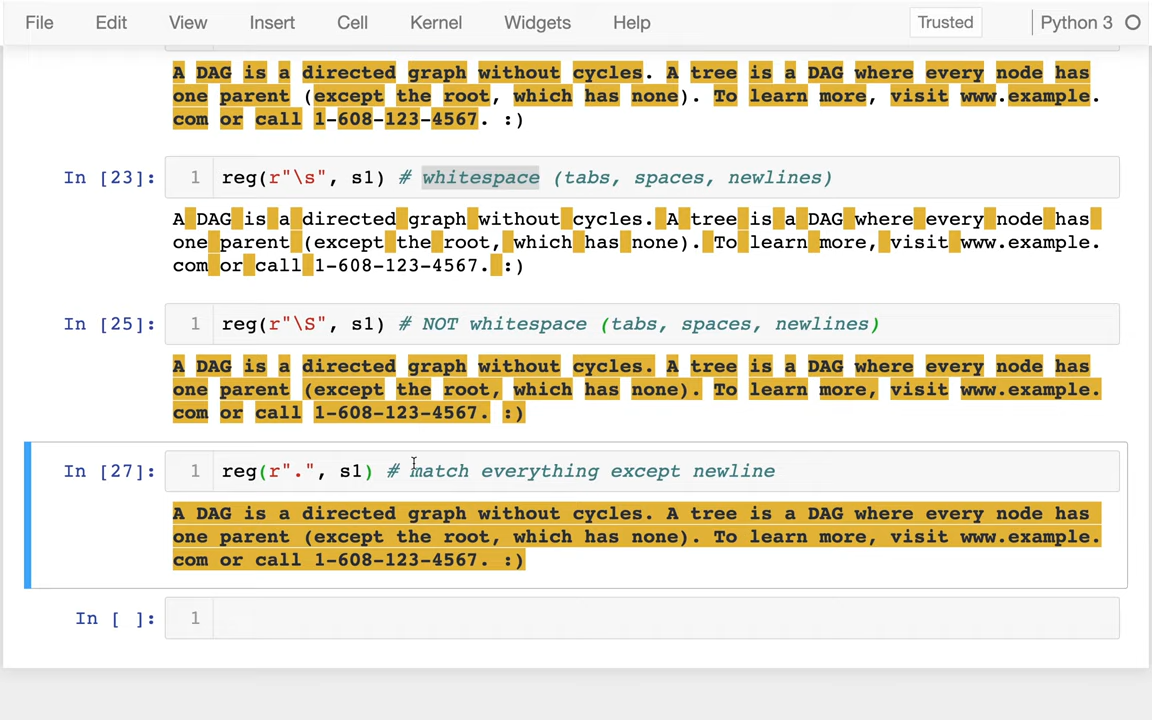 File Edit View Insert Cell Kernel Widgets Help Trusted Python 3
A DAG is a directed graph without cycles. A tree is a DAG where every node has
one parent (except the root, which has none). To learn more, visit www.example.
com or call 1-608-123-4567. :)
In [23]: 1 reg(r"\s", s1) # whitespace (tabs, spaces, newlines)
A DAG is a directed graph without cycles. A tree is a DAG where every node has
one parent (except the root, which has none). To learn more, visit www.example.
com or call 1-608-123-4567. :)
In [25]: 1 reg(r"\S", s1) # NOT whitespace (tabs, spaces, newlines)
A DAG is a directed graph without cycles. A tree is a DAG where every node has
one parent (except the root, which has none). To learn more, visit www.example.
com or call 1-608-123-4567. :)
In [27]: 1 reg(r".", s1) # match everything except newline
A DAG is a directed graph without cycles. A tree is a DAG where every node has
one parent (except the root, which has none). To learn more, visit www.example.
com or call 1-608-123-4567. :)
In [ ]: 1